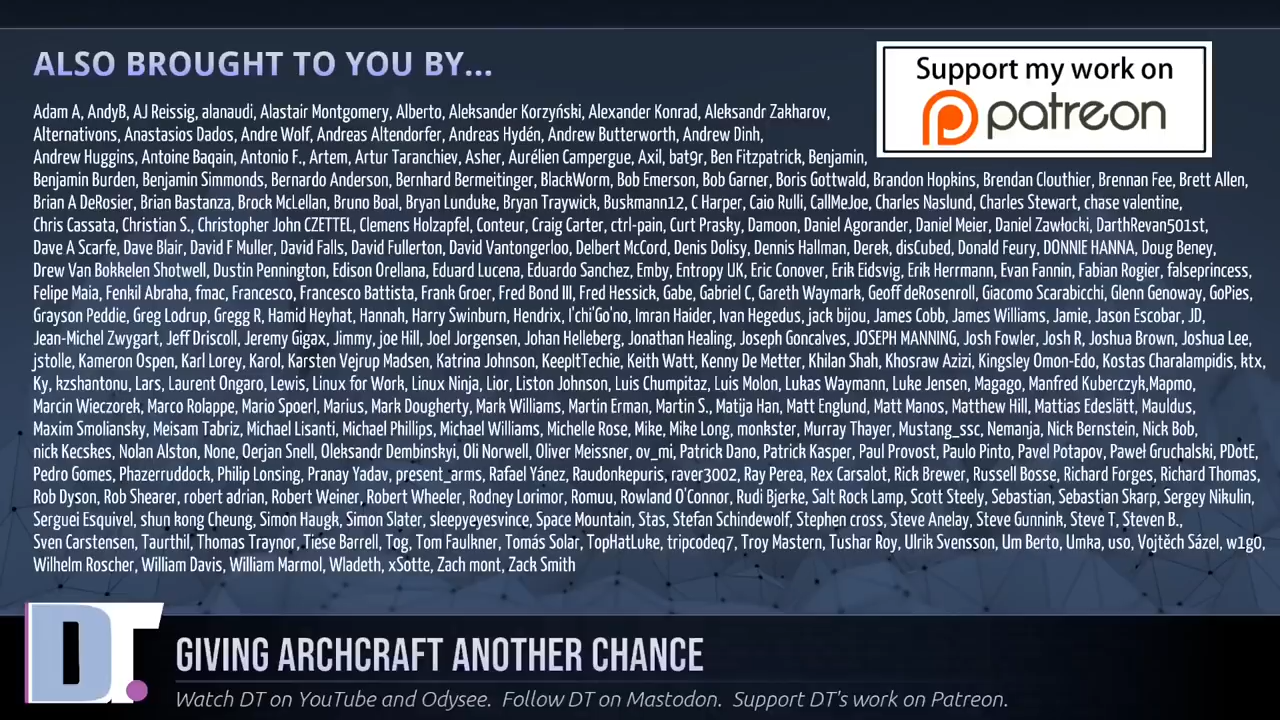 ALSO BROUGHT TO YOU BY...
Support my work on
patreon
Adam A, AndyB, AJ Reissig, alanaudi, Alastair Montgomery, Alberto, Aleksander Korzyński, Alexander Konrad, Aleksandr Zakharov,
Alternativons, Anastasios Dados, Andre Wolf, Andreas Altendorfer, Andreas Hydén, Andrew Butterworth, Andrew Dinh,
Andrew Huggins, Antoine Baqain, Antonio F., Artem, Artur Taranchiev, Asher, Aurélien Campergue, Axil, bat9r, Ben Fitzpatrick, Benjamin,
Benjamin Burden, Benjamin Simmonds, Bernardo Anderson, Bernhard Bermeitinger, BlackWorm, Bob Emerson, Bob Garner, Boris Gottwald, Brandon Hopkins, Brendan Clouthier, Brennan Fee, Brett Allen,
Brian A DeRosier, Brian Bastanza, Brock McLellan, Bruno Boal, Bryan Lunduke, Bryan Traywick, Buskmann12, C Harper, Caio Rulli, CallMeJoe, Charles Naslund, Charles Stewart, chase valentine,
Chris Cassata, Christian S., Christopher John CZETTEL, Clemens Holzapfel, Conteur, Craig Carter, ctrl-pain, Curt Prasky, Damoon, Daniel Agorander, Daniel Meier, Daniel Zawłocki, DarthRevan501st,
Dave A Scarfe, Dave Blair, David F Muller, David Falls, David Fullerton, David Vantongerloo, Delbert McCord, Denis Dolisy, Dennis Hallman, Derek, disCubed, Donald Feury, DONNIE HANNA, Doug Beney,
Drew Van Bokkelen Shotwell, Dustin Pennington, Edison Orellana, Eduard Lucena, Eduardo Sanchez, Emby, Entropy UK, Eric Conover, Erik Eidsvig, Erik Herrmann, Evan Fannin, Fabian Rogier, falseprincess,
Felipe Maia, Fenkil Abraha, fmac, Francesco, Francesco Battista, Frank Groer, Fred Bond III, Fred Hessick, Gabe, Gabriel C, Gareth Waymark, Geoff deRosenroll, Giacomo Scarabicchi, Glenn Genoway, GoPies,
Grayson Peddie, Greg Lodrup, Gregg R, Hamid Heyhat, Hannah, Harry Swinburn, Hendrix, I'chi'Go'no, Imran Haider, Ivan Hegedus, jack bijou, James Cobb, James Williams, Jamie, Jason Escobar, JD,
Jean-Michel Zwygart, Jeff Driscoll, Jeremy Gigax, Jimmy, joe Hill, Joel Jorgensen, Johan Helleberg, Jonathan Healing, Joseph Goncalves, JOSEPH MANNING, Josh Fowler, Josh R, Joshua Brown, Joshua Lee,
jstolle, Kameron Ospen, Karl Lorey, Karol, Karsten Vejrup Madsen, Katrina Johnson, KeepItTechie, Keith Watt, Kenny De Metter, Khilan Shah, Khosraw Azizi, Kingsley Omon-Edo, Kostas Charalampidis, ktx,
Ky, kzshantonu, Lars, Laurent Ongaro, Lewis, Linux for Work, Linux Ninja, Lior, Liston Johnson, Luis Chumpitaz, Luis Molon, Lukas Waymann, Luke Jensen, Magago, Manfred Kuberczyk,Mapmo,
Marcin Wieczorek, Marco Rolappe, Mario Spoerl, Marius, Mark Dougherty, Mark Williams, Martin Erman, Martin S., Matija Han, Matt Englund, Matt Manos, Matthew Hill, Mattias Edeslätt, Mauldus,
Maxim Smoliansky, Meisam Tabriz, Michael Lisanti, Michael Phillips, Michael Williams, Michelle Rose, Mike, Mike Long, monkster, Murray Thayer, Mustang_ssc, Nemanja, Nick Bernstein, Nick Bob,
nick Kecskes, Nolan Alston, None, Oerjan Snell, Oleksandr Dembinskyi, Oli Norwell, Oliver Meissner, ov_mi, Patrick Dano, Patrick Kasper, Paul Provost, Paulo Pinto, Pavel Potapov, Paweł Gruchalski, PDotE,
Pedro Gomes, Phazerruddock, Philip Lonsing, Pranay Yadav, present_arms, Rafael Yánez, Raudonkepuris, raver3002, Ray Perea, Rex Carsalot, Rick Brewer, Russell Bosse, Richard Forges, Richard Thomas,
Rob Dyson, Rob Shearer, robert adrian, Robert Weiner, Robert Wheeler, Rodney Lorimor, Romuu, Rowland O'Connor, Rudi Bjerke, Salt Rock Lamp, Scott Steely, Sebastian, Sebastian Skarp, Sergey Nikulin,
Serguei Esquivel, shun kong Cheung, Simon Haugk, Simon Slater, sleepyeyesvince, Space Mountain, Stas, Stefan Schindewolf, Stephen cross, Steve Anelay, Steve Gunnink, Steve T, Steven B.,
Sven Carstensen, Taurthil, Thomas Traynor, Tiese Barrell, Tog, Tom Faulkner, Tomás Solar, TopHatLuke, tripcodeq7, Troy Mastern, Tushar Roy, Ulrik Svensson, Um Berto, Umka, uso, Vojtěch Sázel, w1g0,
Wilhelm Roscher, William Davis, William Marmol, Wladeth, xSotte, Zach mont, Zack Smith
DT.
GIVING ARCHCRAFT ANOTHER CHANCE
Watch DT on YouTube and Odysee. Follow DT on Mastodon. Support DT's work on Patreon.